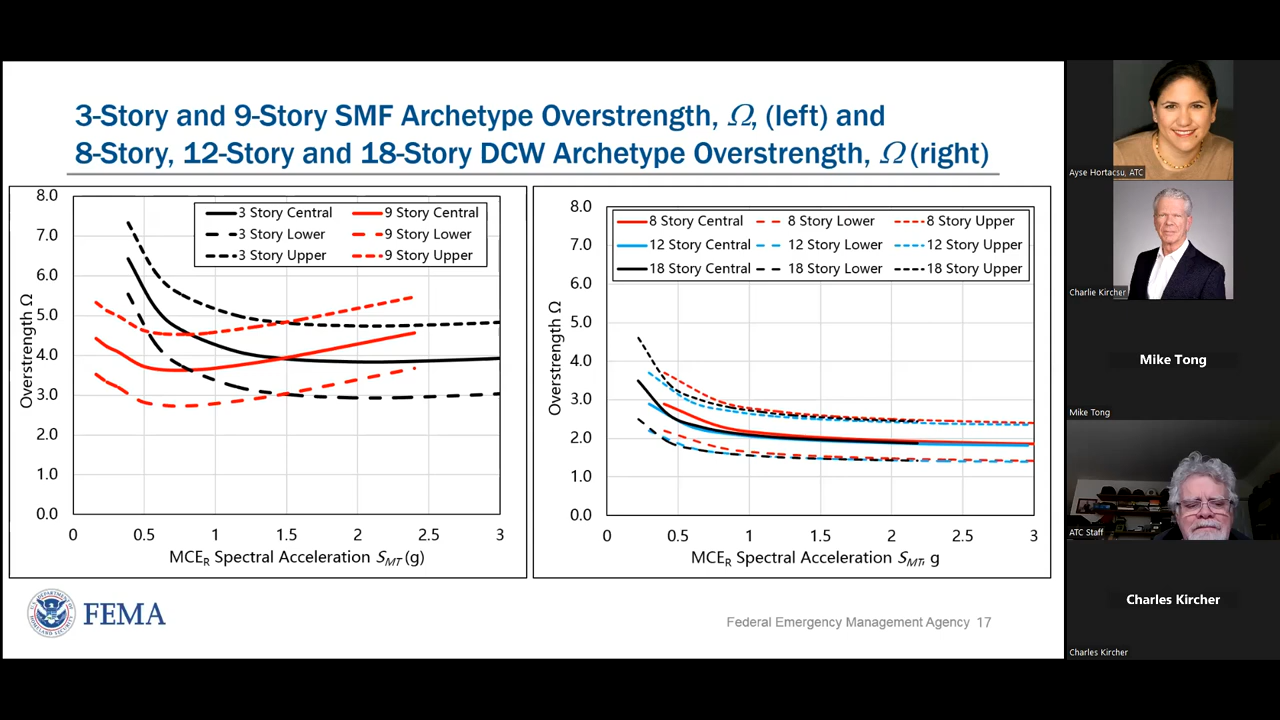 3-Story and 9-Story SMF Archetype Overstrength, Ω, (left) and
8-Story, 12-Story and 18-Story DCW Archetype Overstrength, Ω (right)
8.0
7.0
6.0
5.0
4.0
3.0
2.0
1.0
0.0
Overstrength Ω
3 Story Central
9 Story Central
3 Story Lower
9 Story Lower
3 Story Upper
9 Story Upper
0 0.5 1 1.5 2 2.5 3
MCER Spectral Acceleration SMT (g)
8.0
7.0
6.0
5.0
4.0
3.0
2.0
1.0
0.0
Overstrength Ω
8 Story Central 8 Story Lower 8 Story Upper
12 Story Central 12 Story Lower 12 Story Upper
18 Story Central 18 Story Lower 18 Story Upper
0 0.5 1 1.5 2 2.5 3
MCER Spectral Acceleration SMT, g
U.S. DEPARTMENT OF HOMELAND SECURITY
FEMA
Federal Emergency Management Agency 17
Ayse Hortacsu, ATC
Charlie Kircher
Mike Tong
Mike Tong
ATC Staff
Charles Kircher
Charles Kircher